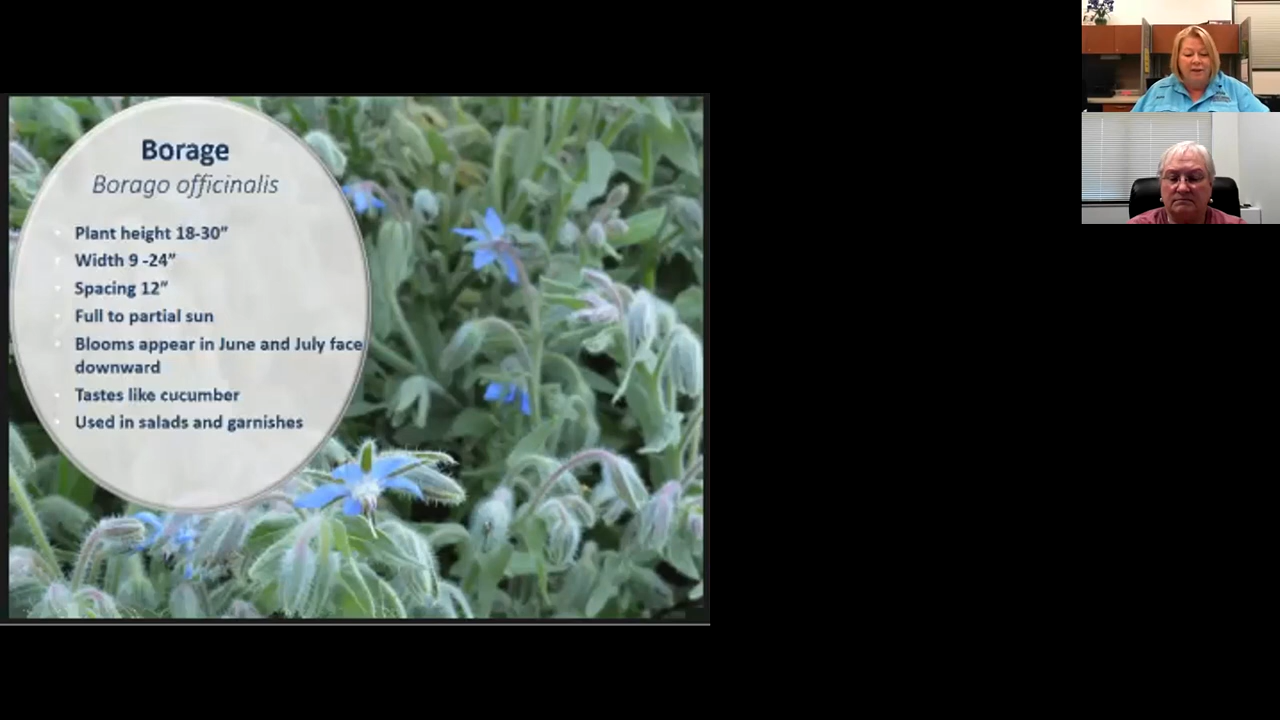 Borage
Borago officinalis
Plant height 18-30”
Width 9 -24”
Spacing 12”
Full to partial sun
Blooms appear in June and July face
downward
Tastes like cucumber
Used in salads and garnishes